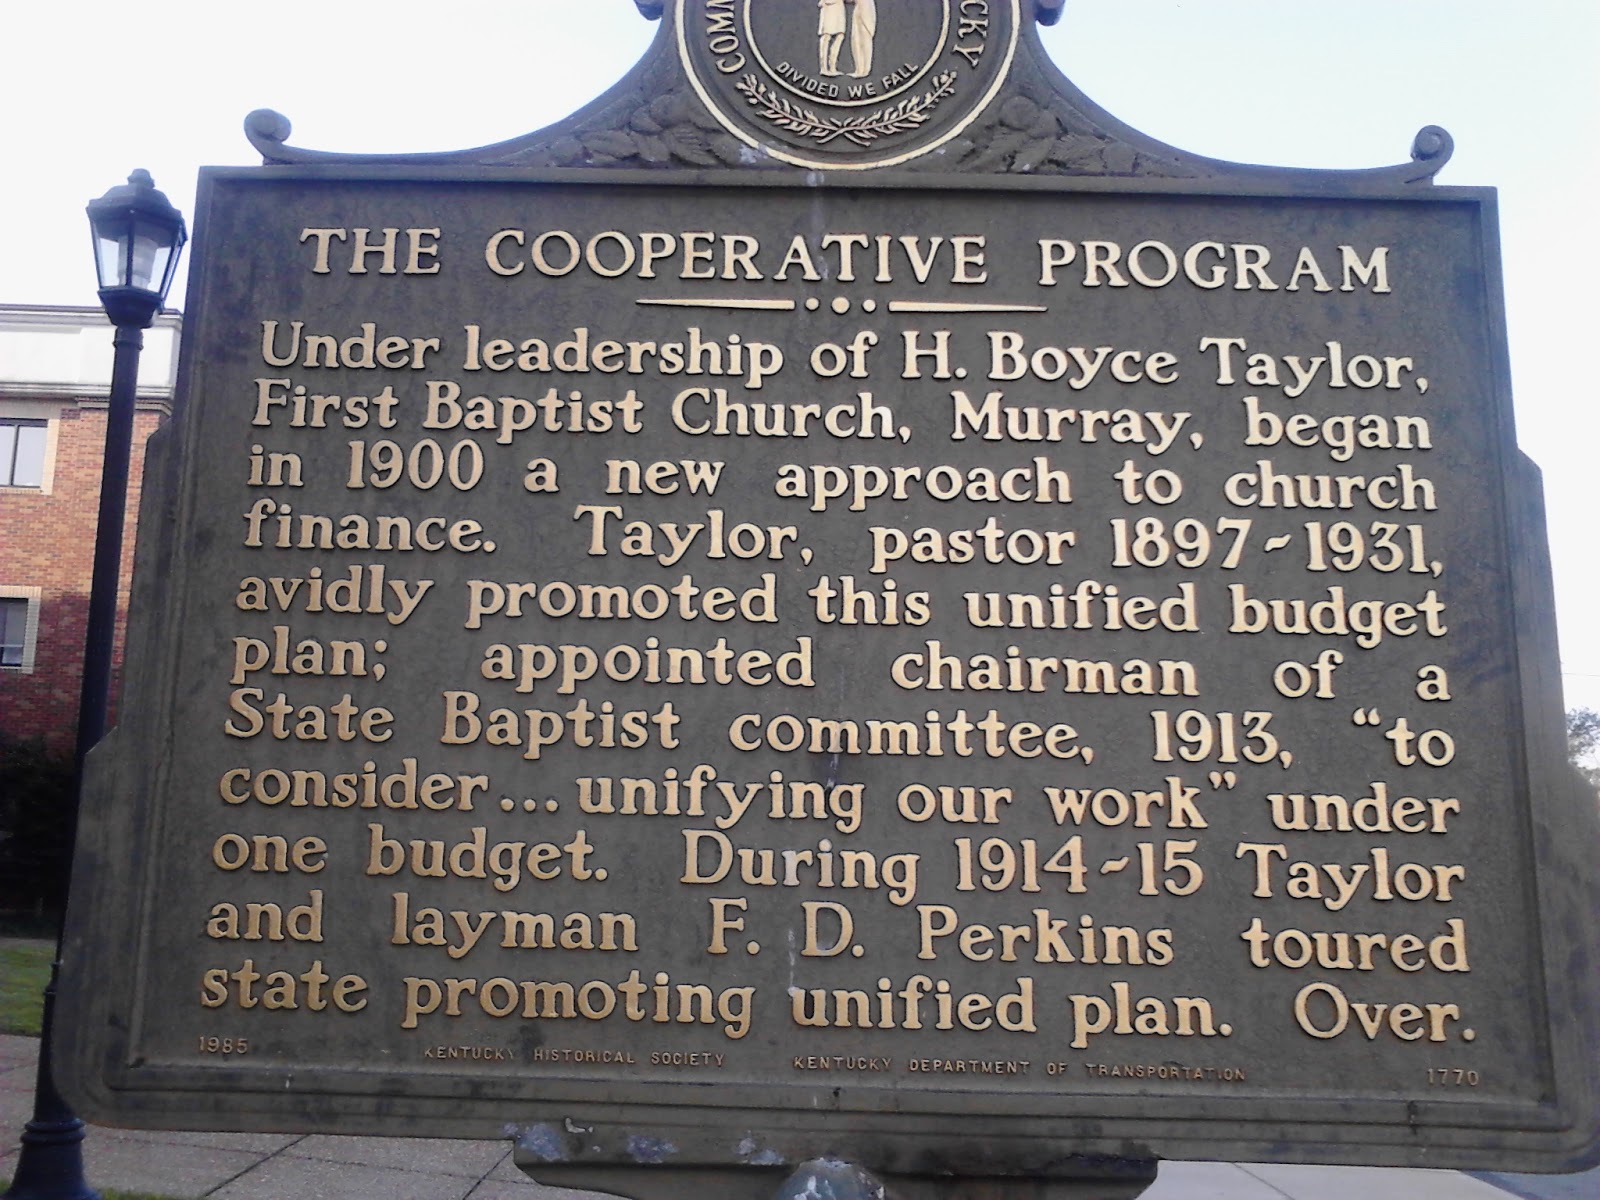 DIVIDED WE FALL
THE COOPERATIVE PROGRAM
Under leadership of H. Boyce Taylor,
First Baptist Church, Murray, began
in 1900 a new approach to church
finance. Taylor, pastor 1897-1931,
avidly promoted this unified budget
plan; appointed chairman of a
State Baptist committee, 1913, “to
consider... unifying our work” under
one budget. During 1914-15 Taylor
and layman F. D. Perkins toured
state promoting unified plan. Over.
1985 KENTUCKY HISTORICAL SOCIETY KENTUCKY DEPARTMENT OF TRANSPORTATION 1770